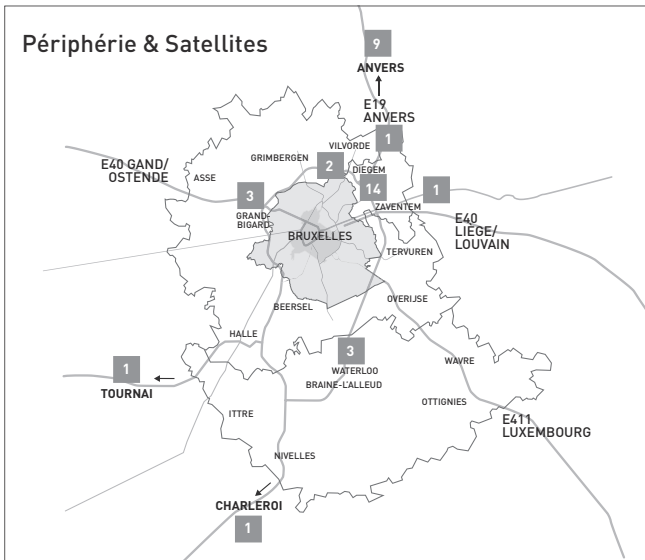 Périphérie & Satellites
9
ANVERS
E19
ANVERS
1
VILVORDE
GRIMBERGEN
2
DIEGEM
E40 GAND/
OSTENDE
ASSE
3
14
1
ZAVENTEM
GRAND-
BIGARD
BRUXELLES
E40
LIÈGE/
LOUVAIN
TERVUREN
BEERSEL
OVERIJSE
HALLE
3
WATERLOO
BRAINE-L'ALLEUD
WAVRE
1
TOURNAI
OTTIGNIES
ITTRE
E411
LUXEMBOURG
NIVELLES
CHARLEROI
1